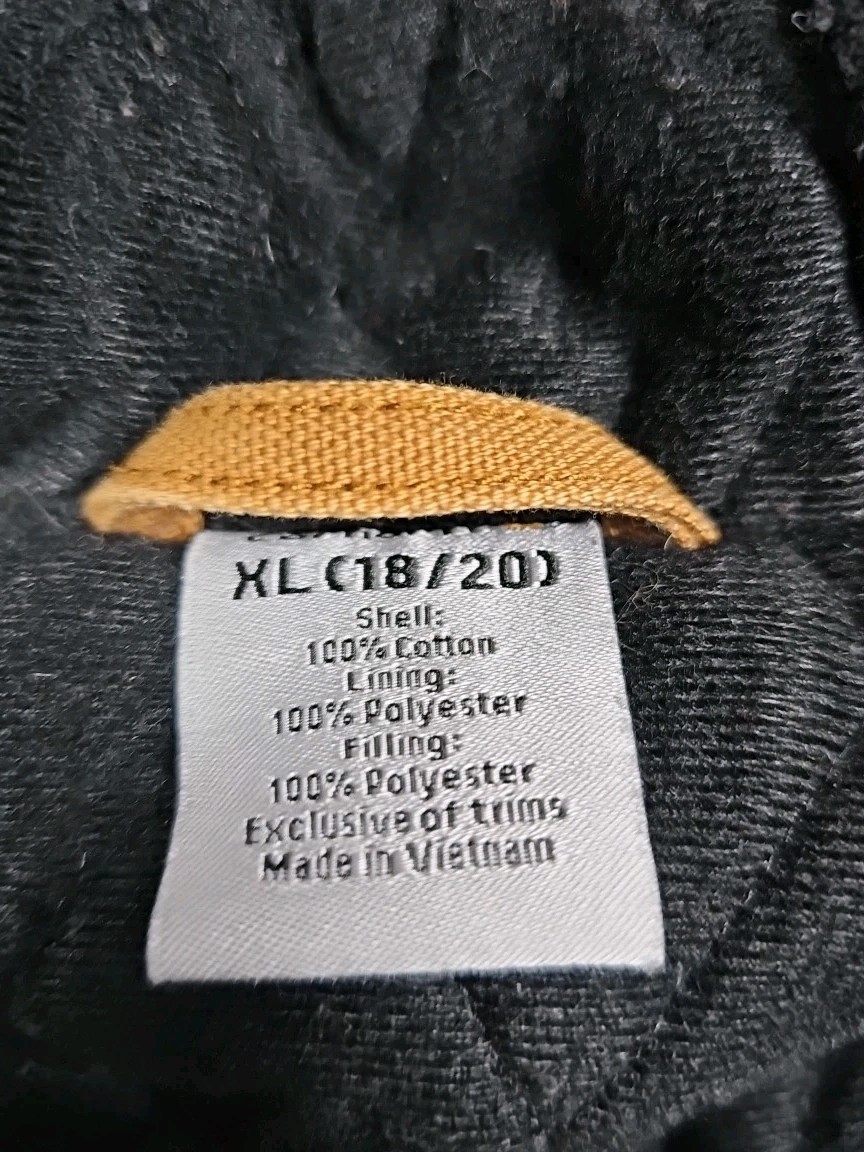 XL (18/20)
Shell:
100% Cotton
Lining:
100% Polyester
Filling:
100% Polyester
Exclusive of trims
Made in Vietnam